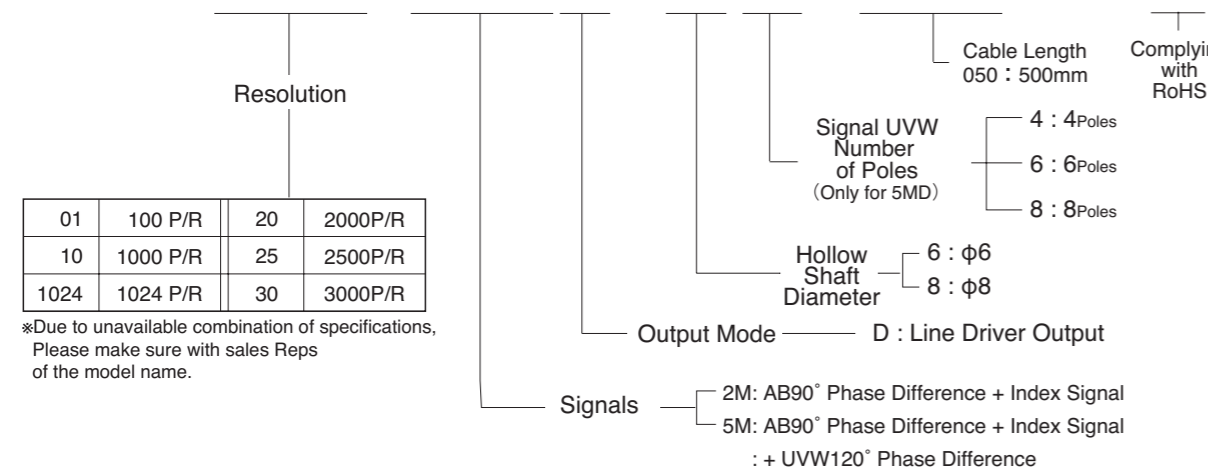 Cable Length
050：500mm
Complyin
with
RoHS
Resolution
Signal UVW
Number
of Poles
（Only for 5MD）
4 : 4Poles
6 : 6Poles
8 : 8Poles
01 100 P/R 20 2000P/R
10 1000 P/R 25 2500P/R
1024 1024 P/R 30 3000P/R
※Due to unavailable combination of specifications,
Please make sure with sales Reps
of the model name.
Hollow
Shaft
Diameter
6 : φ6
8 : φ8
Output Mode
D : Line Driver Output
Signals
2M: AB90° Phase Difference + Index Signal
5M: AB90° Phase Difference + Index Signal
: + UVW120° Phase Difference